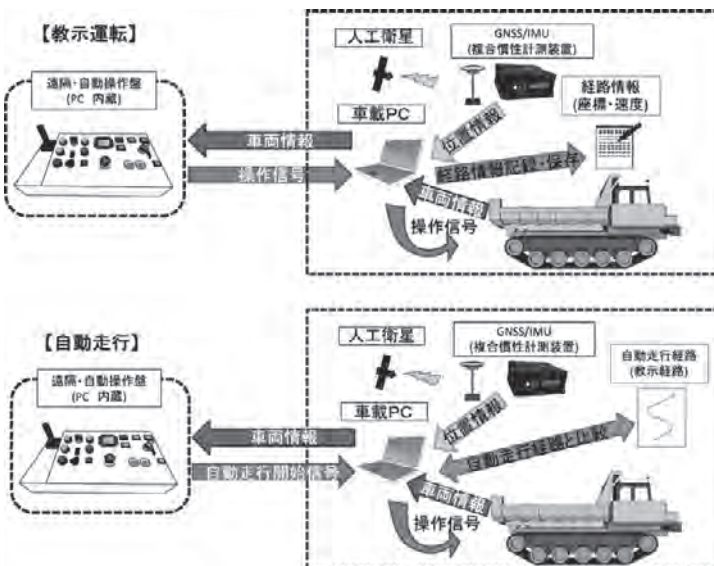 【教示運転】
遠隔・自動操作盤
(PC 内蔵)
車両情報
操作信号
人工衛星
GNSS/IMU
(複合慣性計測装置)
経路情報
(座標・速度)
車載PC
位置情報
経路情報記録・保存
車両情報
操作信号
【自動走行】
遠隔・自動操作盤
(PC 内蔵)
車両情報
自動走行開始信号
人工衛星
GNSS/IMU
(複合慣性計測装置)
自動走行経路
(教示経路)
車載PC
位置情報
自動走行経路と比較
車両情報
操作信号